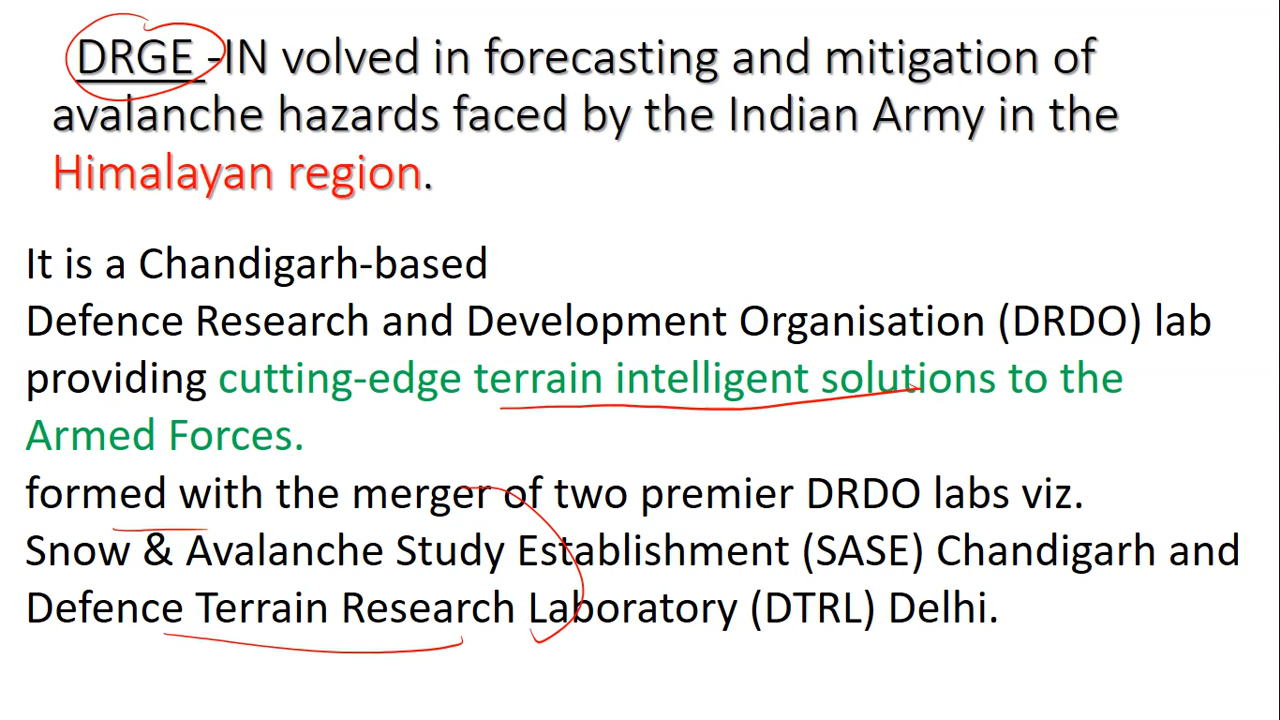 DRGE -IN volved in forecasting and mitigation of
avalanche hazards faced by the Indian Army in the
Himalayan region.
It is a Chandigarh-based
Defence Research and Development Organisation (DRDO) lab
providing cutting-edge terrain intelligent solutions to the
Armed Forces.
formed with the merger of two premier DRDO labs viz.
Snow & Avalanche Study Establishment (SASE) Chandigarh and
Defence Terrain Research Laboratory (DTRL) Delhi.